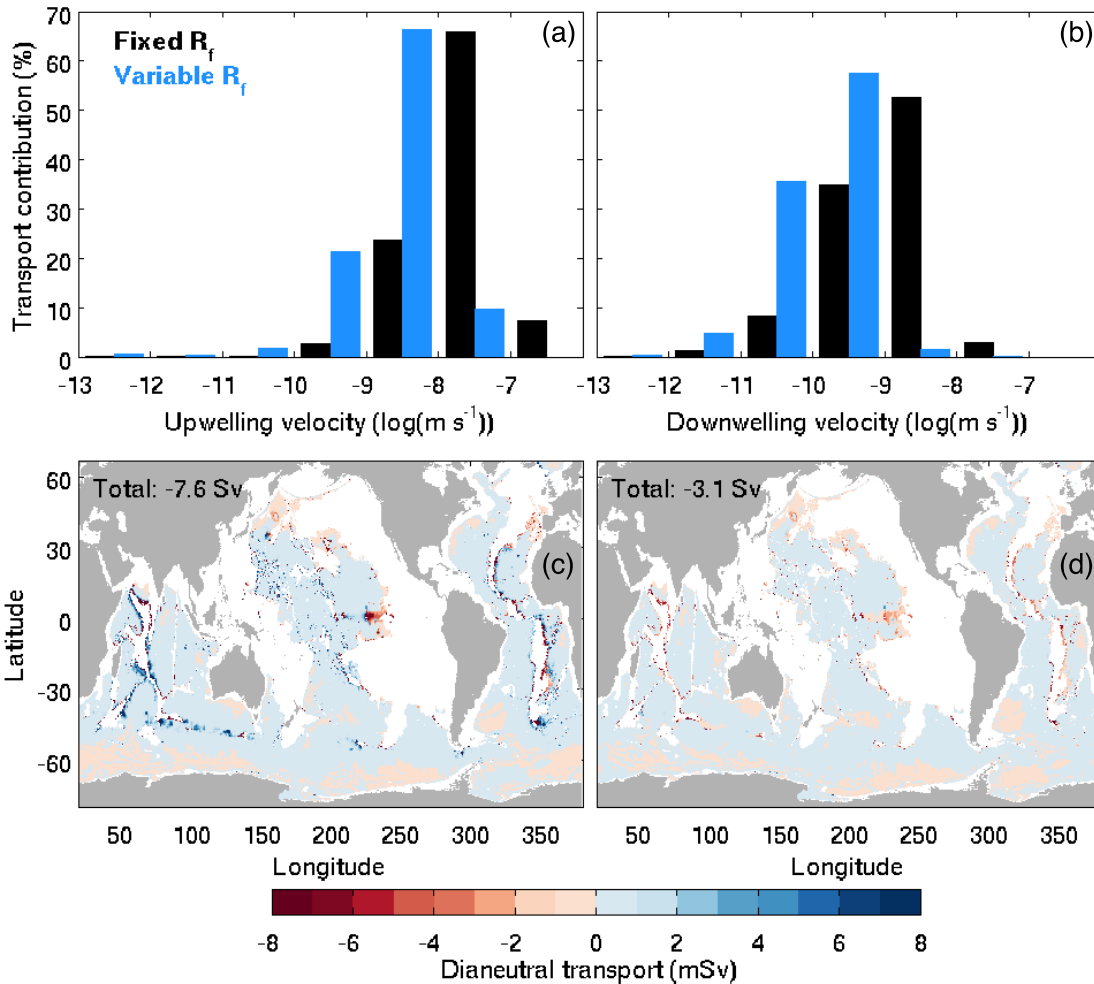 (a)
(b)
Fixed R_f
Variable R_f
Transport contribution (%)
70
60
50
40
30
20
10
0
-13 -12 -11 -10 -9 -8 -7
-13 -12 -11 -10 -9 -8 -7
Upwelling velocity (log(m s⁻¹))
Downwelling velocity (log(m s⁻¹))
Total: -7.6 Sv
Total: -3.1 Sv
(c)
(d)
Latitude
60
30
0
-30
-60
50 100 150 200 250 300 350
50 100 150 200 250 300 350
Longitude
Longitude
-8 -6 -4 -2 0 2 4 6 8
Dianeutral transport (mSv)